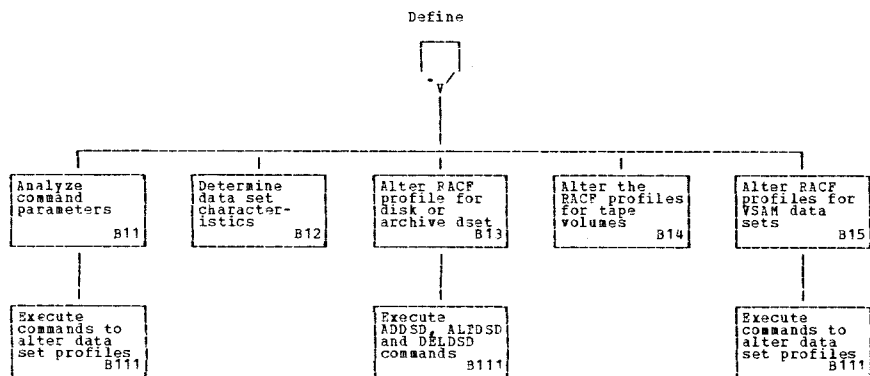 Define
V
Analyze
command
parameters
B11
Determine
data set
character-
istics
B12
Alter RACF
profile for
disk or
archive dset
B13
Alter the
RACF profiles
for tape
volumes
B14
Alter RACF
profiles for
VSAM data
sets
B15
Execute
commands to
alter data
set profiles
B111
Execute
ADDSD, ALTDSD
and DELDSD
commands
B111
Execute
commands to
alter data
set profiles
B111